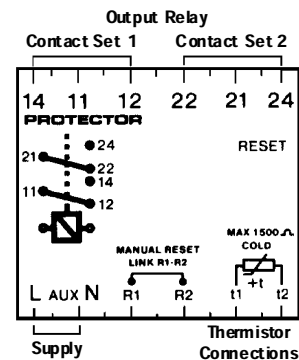 Output Relay
Contact Set 1 Contact Set 2
14 11 12 22 21 24
PROTECTOR
24
21
RESET
22
14
11
12
MANUAL RESET
LINK R1-R2
MAX 1500 Ω
COLD
+t
L AUX N R1 R2 t1 t2
Supply
Thermistor
Connections